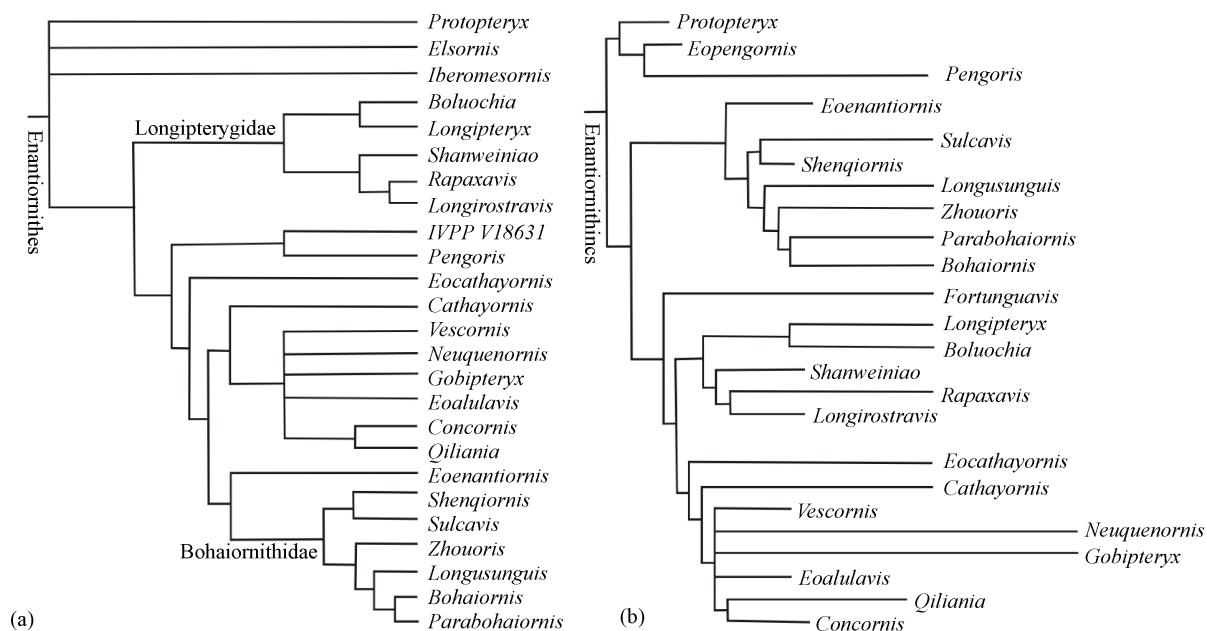 Protopteryx
Elsornis
Iberomesornis
Boluochia
Longipterygidae
Longipteryx
Shanweiniao
Rapaxavis
Longirostravis
Enantiornithes
IVPP V18631
Pengoris
Eocathayornis
Cathayornis
Vescornis
Neuquenornis
Gobipteryx
Eoalulavis
Concornis
Qiliania
Eoenantiornis
Shenqiornis
Sulcavis
Bohaiornithidae
Zhouoris
Longusunguis
Bohaiornis
Parabohaiornis
(a)
Protopteryx
Eopengornis
Pengoris
Eoenantiornis
Enantiornithincs
Sulcavis
Shenqiornis
Longusunguis
Zhouoris
Parabohaiornis
Bohaiornis
Fortunguavis
Longipteryx
Boluochia
Shanweiniao
Rapaxavis
Longirostravis
Eocathayornis
Cathayornis
Vescornis
Neuquenornis
Gobipteryx
Eoalulavis
Qiliania
Concornis
(b)